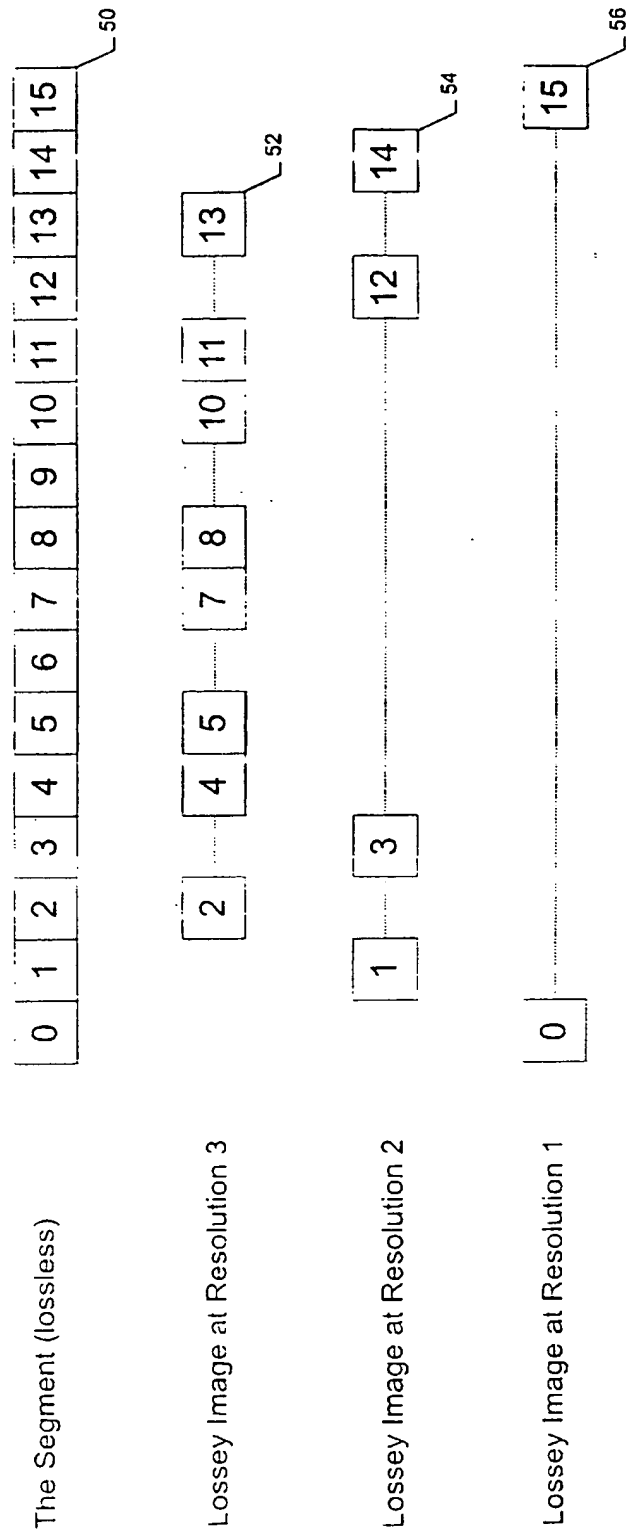 The Segment (lossless) 0 1 2 3 4 5 6 7 8 9 10 11 12 13 14 15
50
Lossey Image at Resolution 3 2 4 5 7 8 10 11 13
52
Lossey Image at Resolution 2 1 3 12 14
54
Lossey Image at Resolution 1 0 15
56